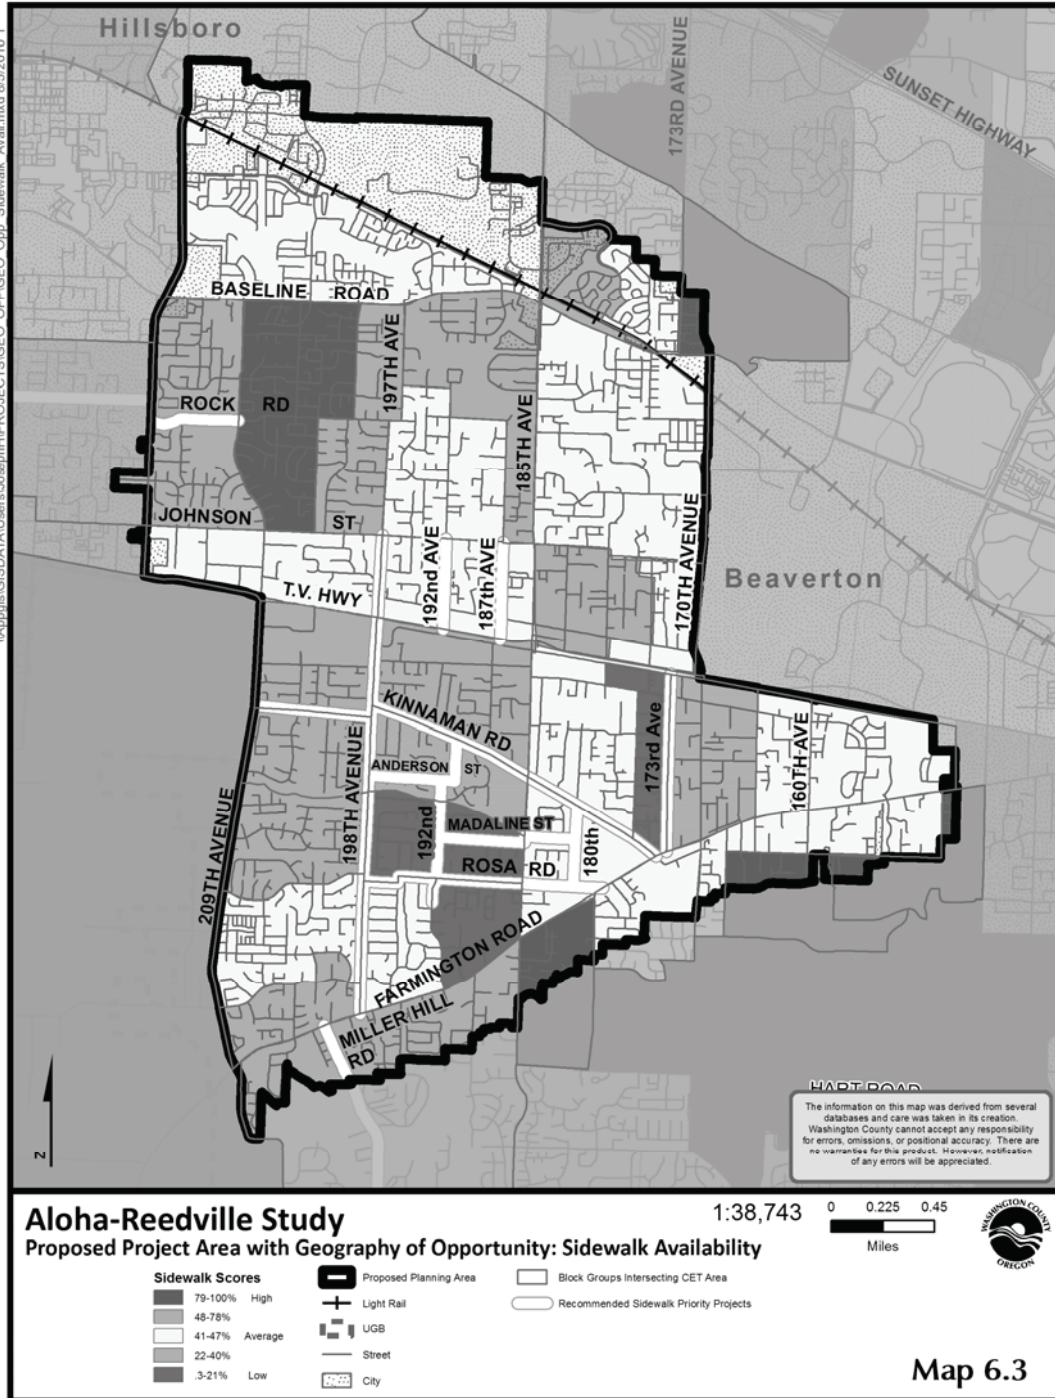 Hillsboro
173RD AVENUE
SUNSET HIGHWAY
BASELINE ROAD
197TH AVE
ROCK RD
185TH AVE
JOHNSON ST
192nd AVE
187th AVE
170TH AVENUE
Beaverton
T.V. HWY
KINNAMAN RD
198TH AVENUE
ANDERSON ST
173rd Ave
160TH AVE
192nd
MADALINE ST
180th
ROSA RD
209TH AVENUE
FARMINGTON ROAD
MILLER HILL
RD
HART ROAD
The information on this map was derived from several
databases and care was taken in its creation.
Washington County cannot accept any responsibility
for errors, omissions, or positional accuracy. There are
no warranties for this product. However, notification
of any errors will be appreciated.
Z
Aloha-Reedville Study
Proposed Project Area with Geography of Opportunity: Sidewalk Availability
1:38,743
0 0.225 0.45
Miles
WASHINGTON COUNTY
OREGON
Sidewalk Scores
79-100% High
48-78%
41-47% Average
22-40%
.3-21% Low
Proposed Planning Area
Light Rail
UGB
Street
City
Block Groups Intersecting CET Area
Recommended Sidewalk Priority Projects
Map 6.3